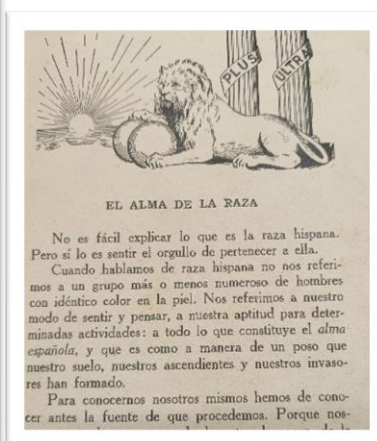 PLUS
ULTRA
EL ALMA DE LA RAZA
No es fácil explicar lo que es la raza hispana.
Pero sí lo es sentir el orgullo de pertenecer a ella.
Cuando hablamos de raza hispana no nos referi-
mos a un grupo más o menos numeroso de hombres
con idéntico color en la piel. Nos referimos a nuestro
modo de sentir y pensar, a nuestra aptitud para deter-
minadas actividades: a todo lo que constituye el alma
española, y que es como a manera de un poso que
nuestro suelo, nuestros ascendientes y nuestros invaso-
res han formado.
Para conocernos nosotros mismos hemos de cono-
cer antes la fuente de que procedemos. Porque nos-